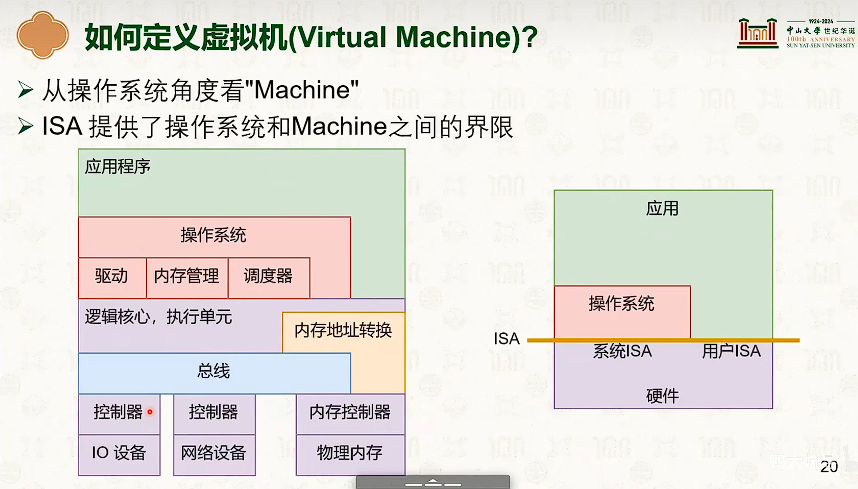 如何定义虚拟机(Virtual Machine)?
1924-2024
中山大学 世纪华诞
100th ANNIVERSARY
SUN YAT-SEN UNIVERSITY
从操作系统角度看"Machine"
ISA 提供了操作系统和Machine之间的界限
应用程序
操作系统
驱动
内存管理
调度器
逻辑核心，执行单元
内存地址转换
总线
控制器
控制器
内存控制器
IO 设备
网络设备
物理内存
应用
操作系统
ISA
系统ISA
用户ISA
硬件
20